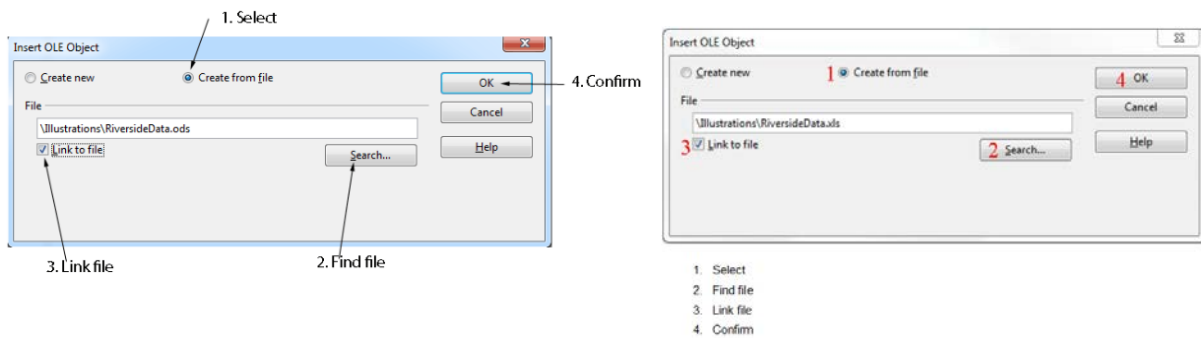 1. Select
Insert OLE Object
Create new
Create from file
OK
4. Confirm
File
Cancel
\Illustrations\RiversideData.ods
Link to file
Search...
Help
3. Link file
2. Find file
Insert OLE Object
Create new
1 Create from file
4 OK
File
Cancel
\Illustrations\RiversideData.xls
3 Link to file
2 Search...
Help
1. Select
2. Find file
3. Link file
4. Confirm